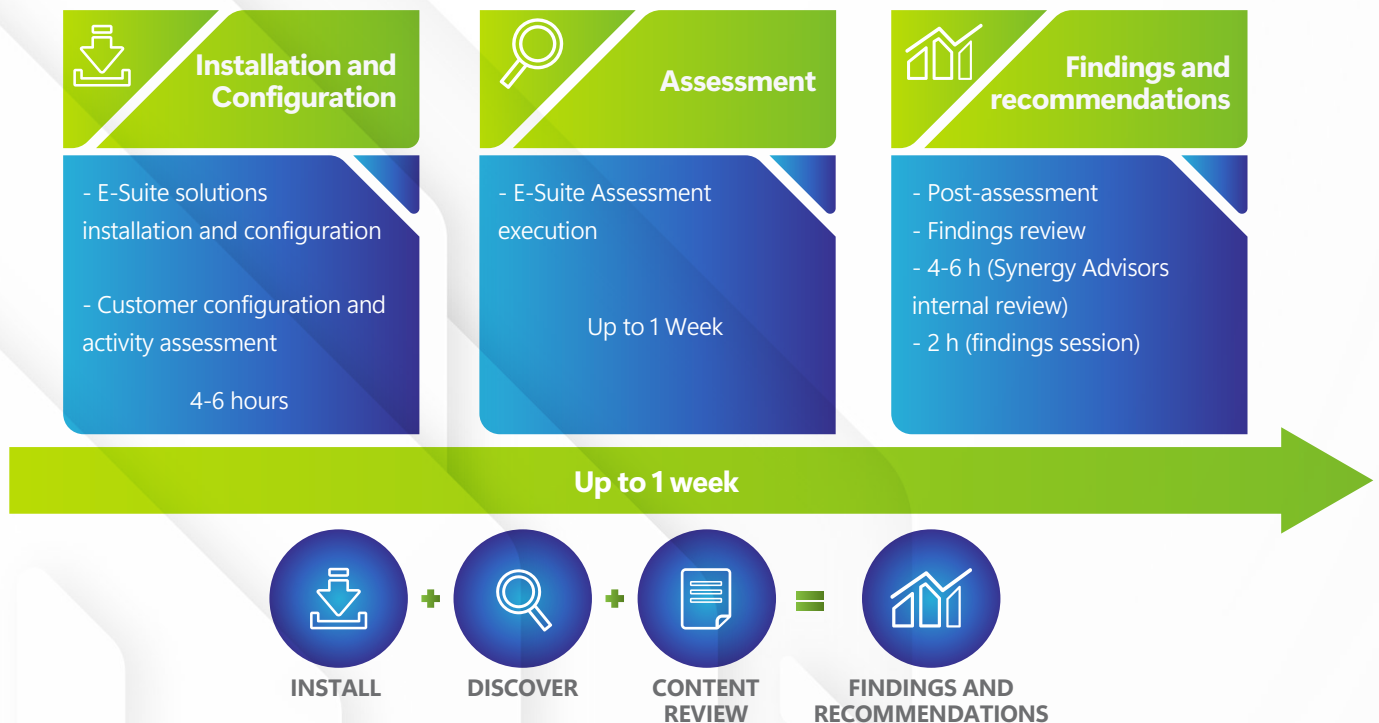 Installation and
Configuration
- E-Suite solutions
installation and configuration
- Customer configuration and
activity assessment
4-6 hours
Assessment
- E-Suite Assessment
execution
Up to 1 Week
Findings and
recommendations
- Post-assessment
- Findings review
- 4-6 h (Synergy Advisors
internal review)
- 2 h (findings session)
Up to 1 week
INSTALL
DISCOVER
CONTENT
REVIEW
FINDINGS AND
RECOMMENDATIONS